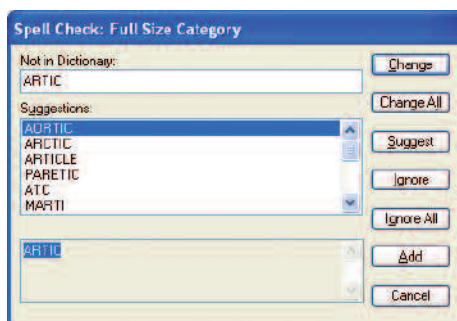 Spell Check: Full Size Category
Not in Dictionary:
ARTIC
Change
Change All
Suggestions:
AORTIC
ARCTIC
ARTICLE
PARETIC
ATC
MARTI
Suggest
Ignore
Ignore All
ARTIC
Add
Cancel